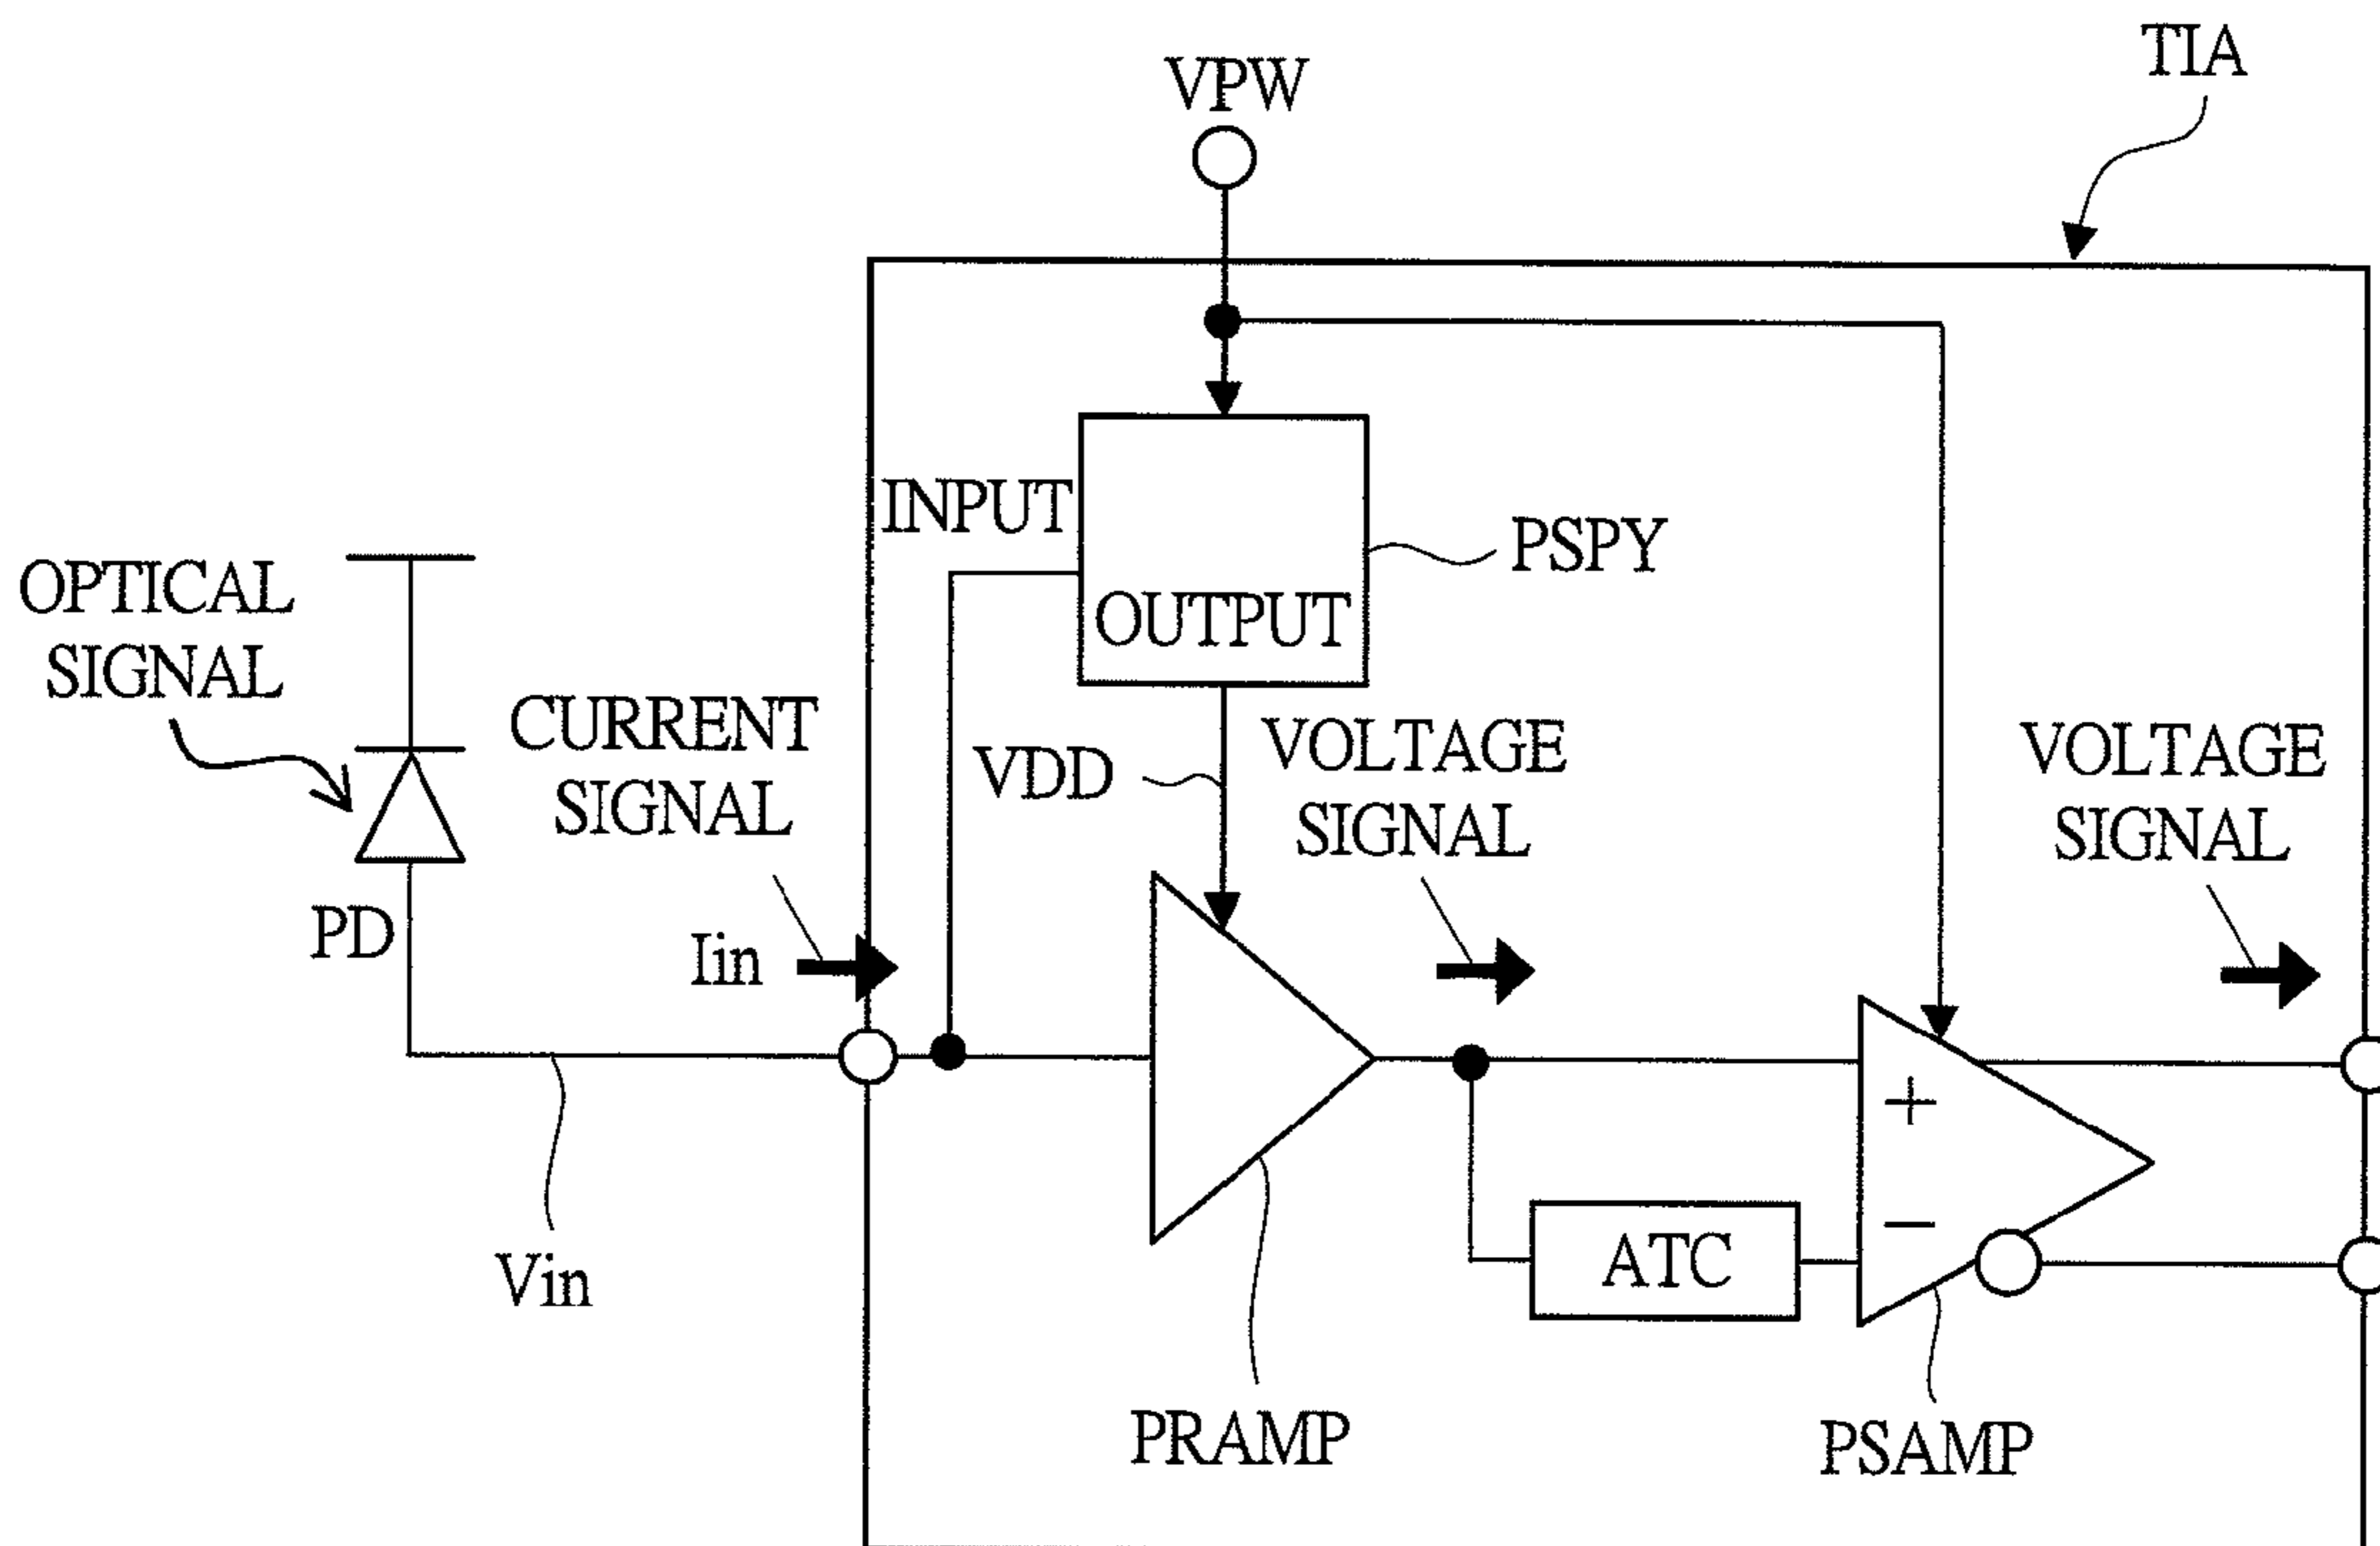 TIA
VPW
INPUT
PSPY
OUTPUT
OPTICAL
SIGNAL
CURRENT
SIGNAL
VDD
VOLTAGE
SIGNAL
VOLTAGE
SIGNAL
PD
Iin
+
−
ATC
Vin
PRAMP
PSAMP